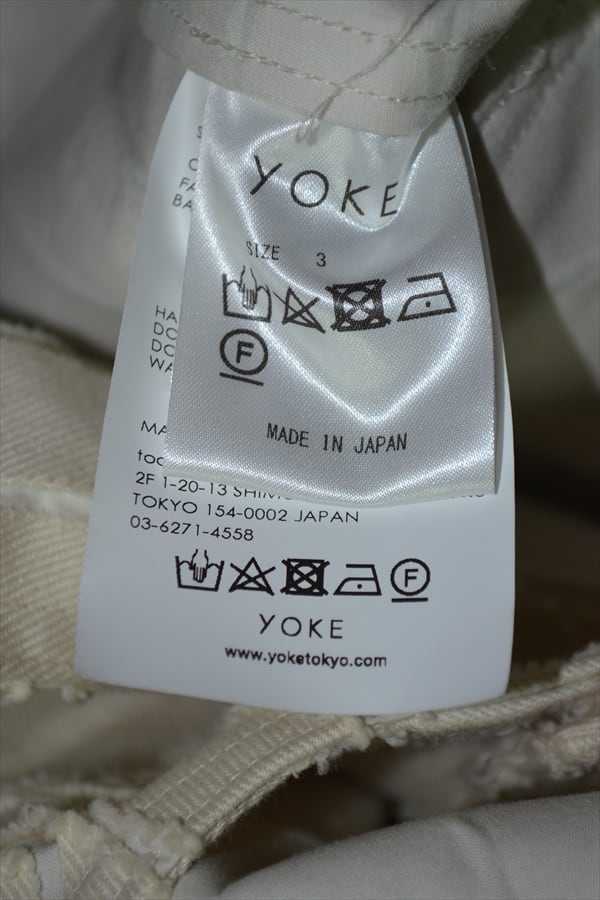 YOKE
SIZE 3
F
MADE IN JAPAN
2F 1-20-13
TOKYO 154-0002 JAPAN
03-6271-4558
F
YOKE
www.yoketokyo.com